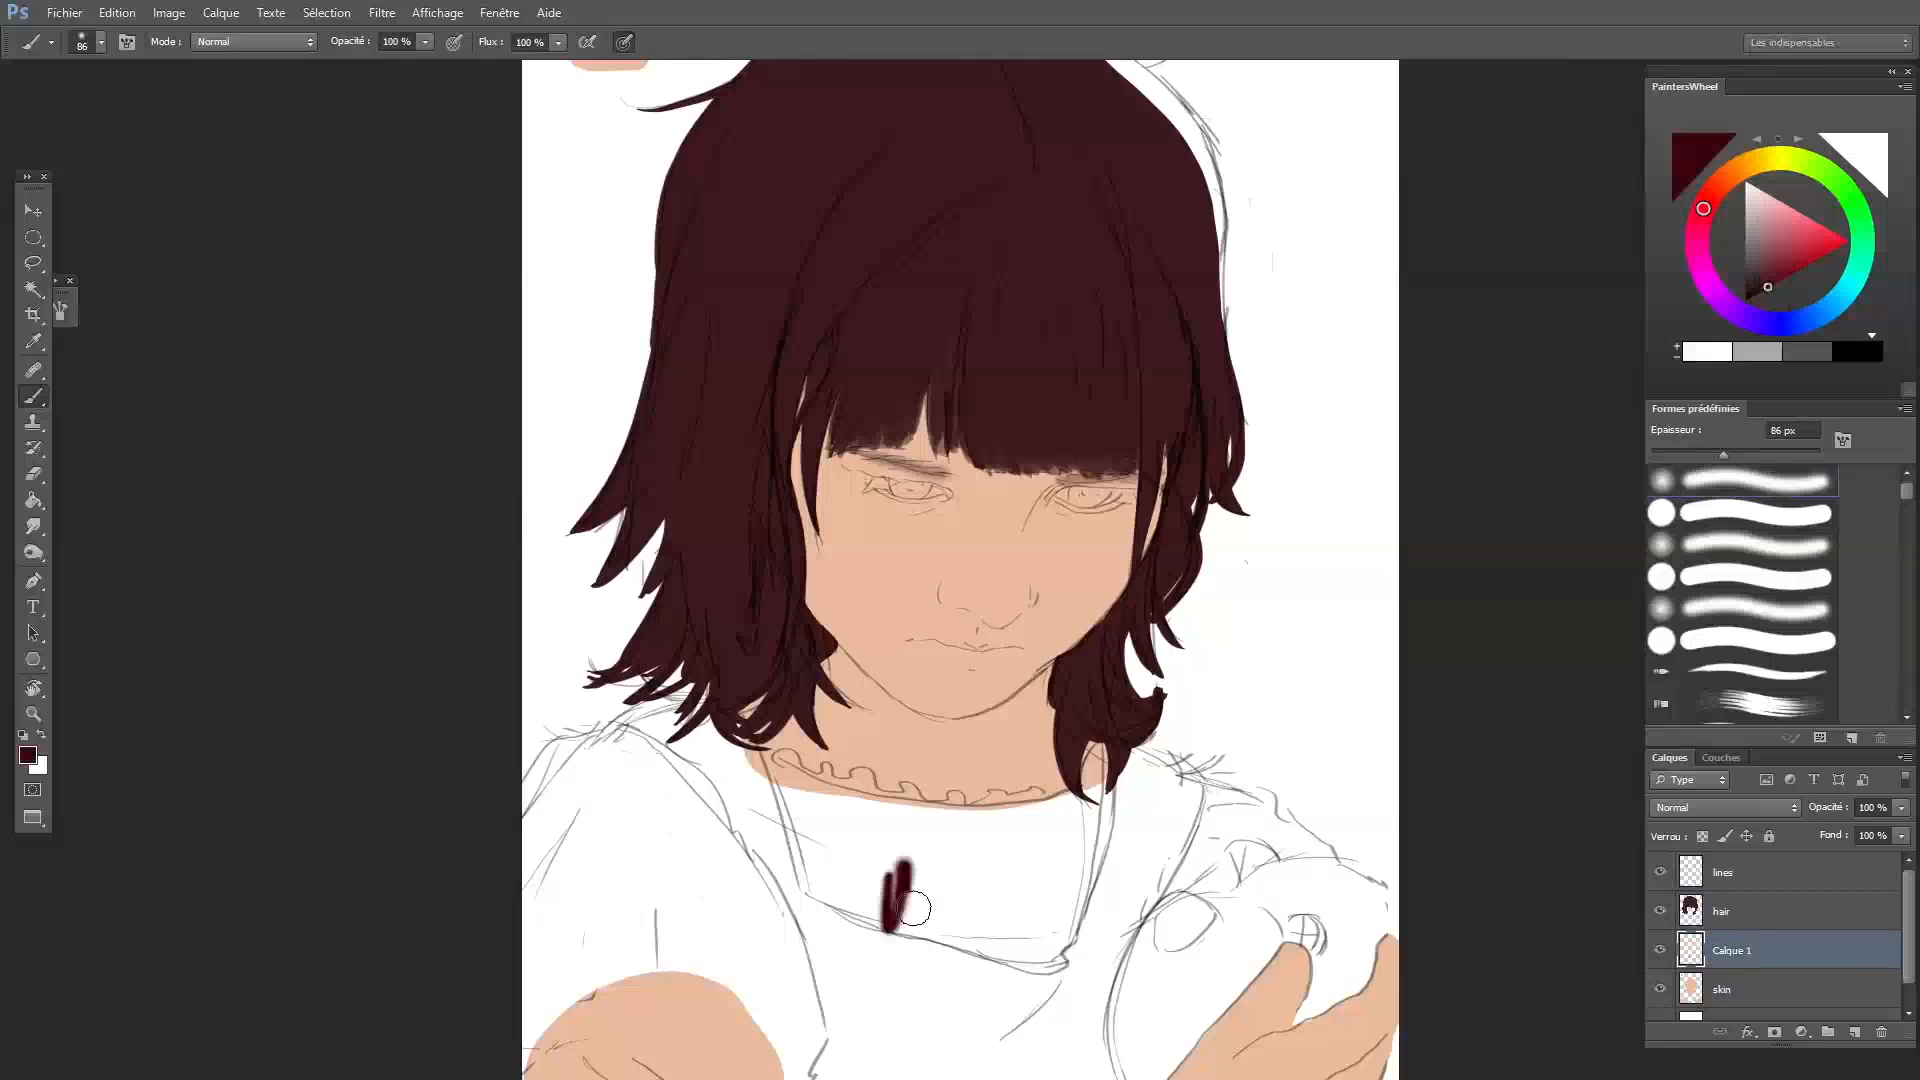 Ps Fichier Edition Image Calque Texte Sélection Filtre Affichage Fenêtre Aide
86 Mode : Normal Opacité : 100 % Flux : 100 % Les indispensables
PaintersWheel
Formes prédéfinies
Epaisseur : 86 px
T
Calques Couches
Type T
Normal Opacité : 100 %
Verrou : Fond : 100 %
lines
hair
Calque 1
skin
fx